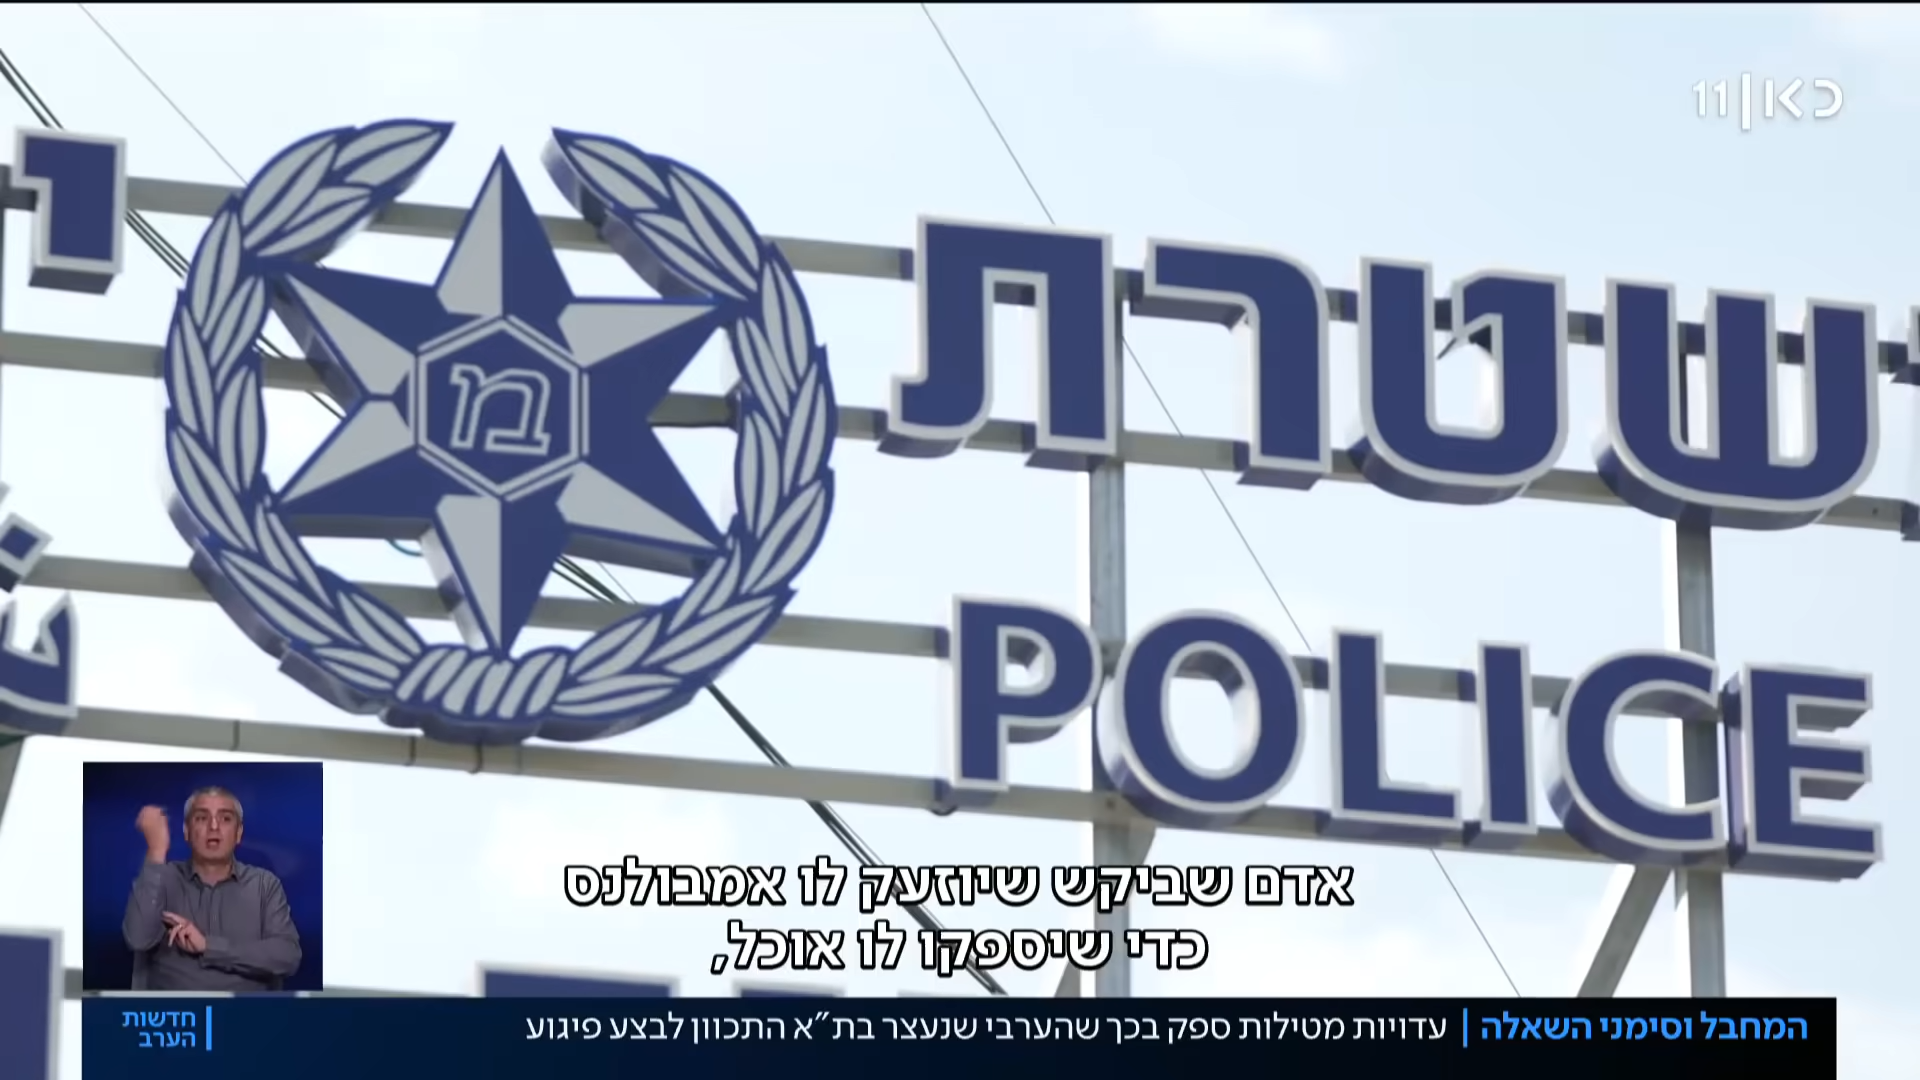 כאן 11
שטרת
י
מ
POLICE
אדם שביקש שיוזעק לו אמבולנס
כדי שיספקו לו אוכל,
המחבל וסימני השאלה | עדויות מטילות ספק בכך שהערבי שנעצר בת״א התכוון לבצע פיגוע
חדשות
הערב